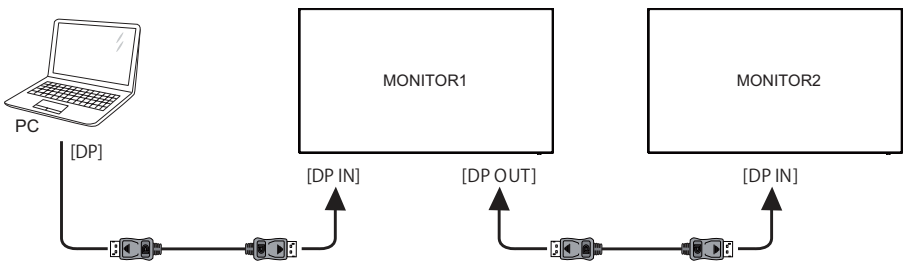 MONITOR1
MONITOR2
PC
[DP]
[DP IN]
[DP OUT]
[DP IN]